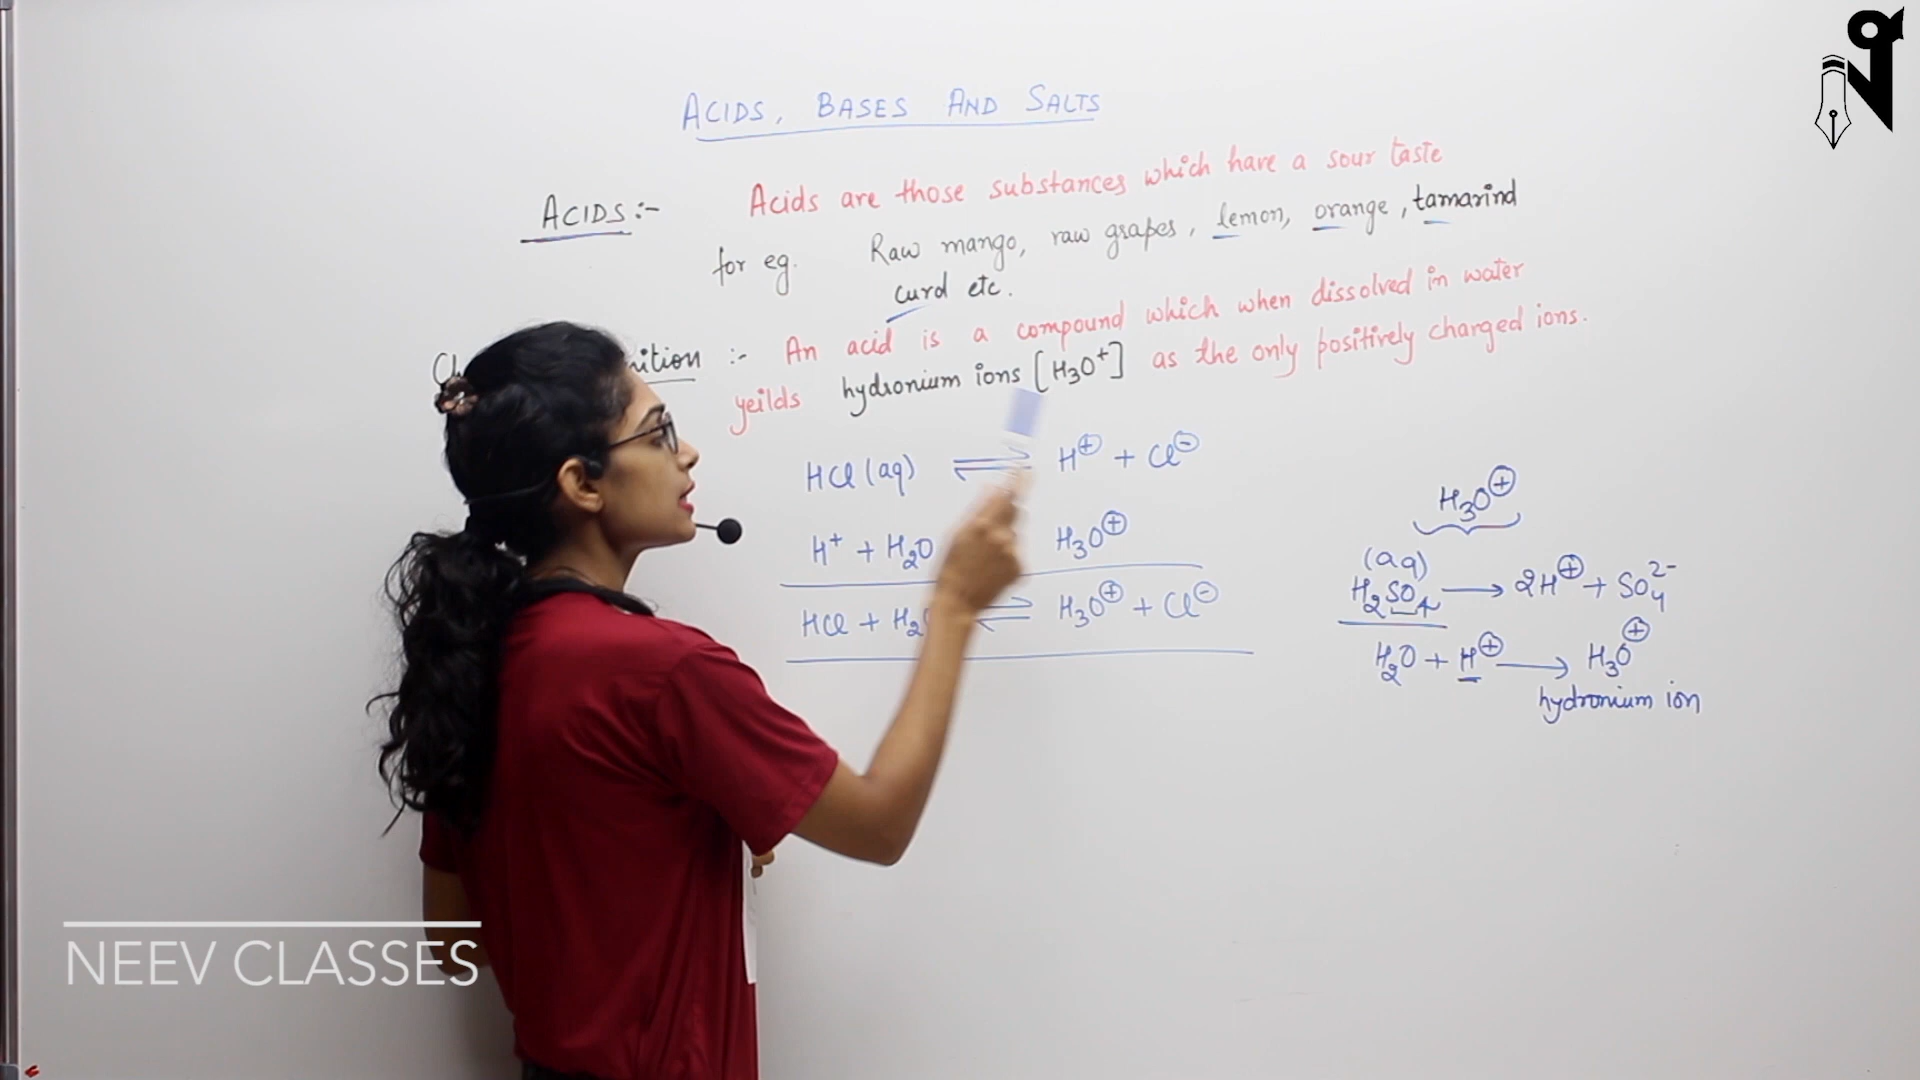 ACIDS, BASES AND SALTS
ACIDS :- Acids are those substances which have a sour taste
for eg. Raw mango, raw grapes, lemon, orange, tamarind
curd etc.
:- An acid is a compound which when dissolved in water
yeilds hydronium ions [H3O⁺] as the only positively charged ions.
HCl (aq) ⇌ H⊕ + Cl⊖
H⁺ + H2O H3O⊕
HCl + H2 ⇌ H3O⊕ + Cl⊖
H3O⊕
(aq)
H2SO4 → 2H⊕ + SO4²⁻
H2O + H⊕ → H3O⊕
hydronium ion
NEEV CLASSES